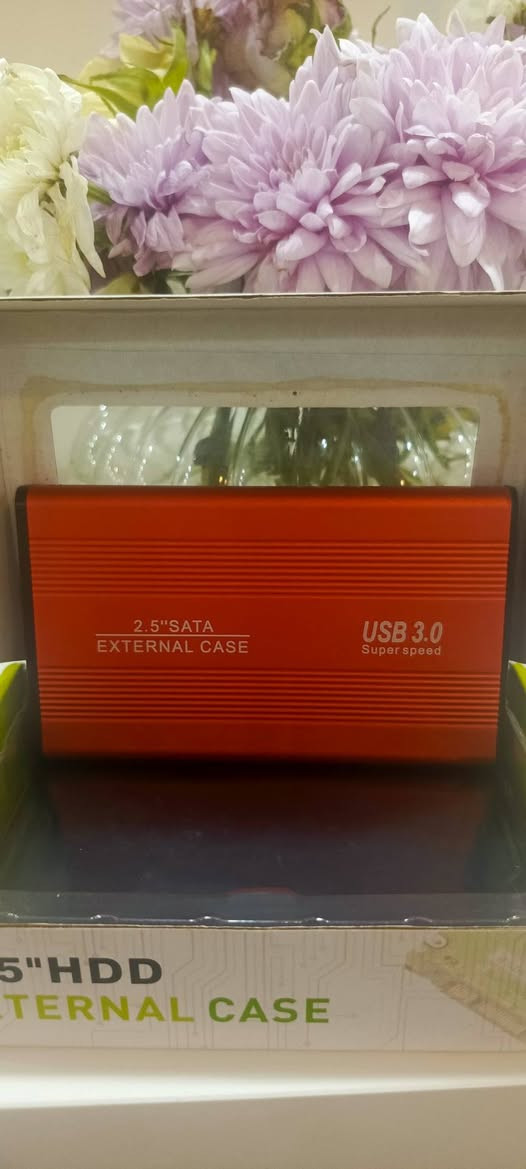 2.5"SATA
EXTERNAL CASE
USB 3.0
Super speed
5"HDD
TERNAL CASE